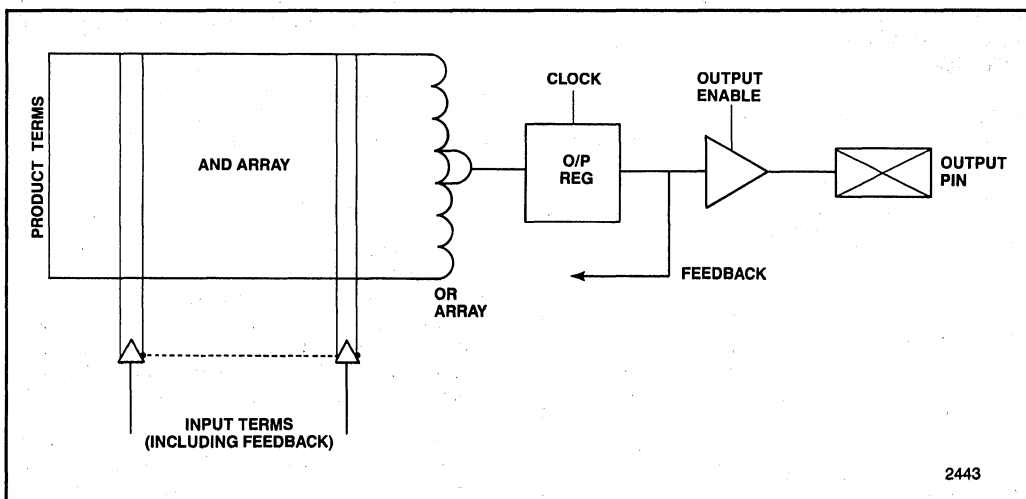 PRODUCT TERMS
AND ARRAY
OR
ARRAY
CLOCK
O/P
REG
OUTPUT
ENABLE
OUTPUT
PIN
FEEDBACK
INPUT TERMS
(INCLUDING FEEDBACK)
2443